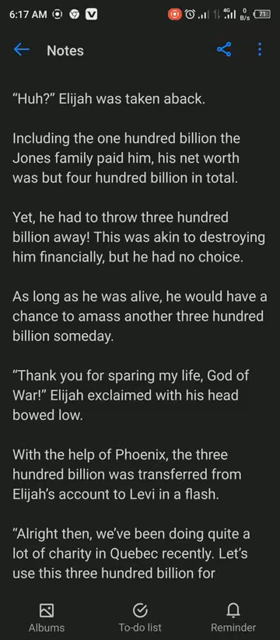 6:17 AM
4G
0
B/s
Notes
“Huh?” Elijah was taken aback.
Including the one hundred billion the
Jones family paid him, his net worth
was but four hundred billion in total.
Yet, he had to throw three hundred
billion away! This was akin to destroying
him financially, but he had no choice.
As long as he was alive, he would have a
chance to amass another three hundred
billion someday.
“Thank you for sparing my life, God of
War!” Elijah exclaimed with his head
bowed low.
With the help of Phoenix, the three
hundred billion was transferred from
Elijah’s account to Levi in a flash.
“Alright then, we’ve been doing quite a
lot of charity in Quebec recently. Let’s
use this three hundred billion for
Albums To-do list Reminder